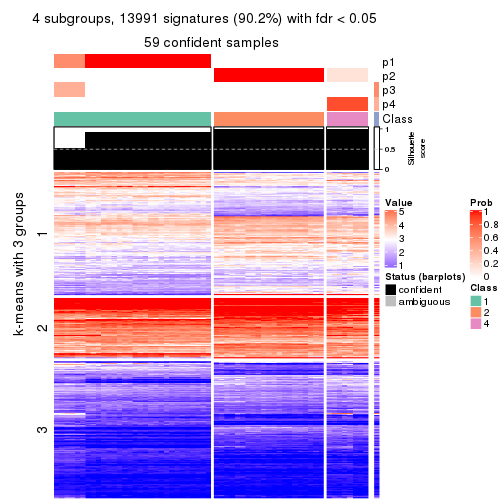 4 subgroups, 13991 signatures (90.2%) with fdr < 0.05
59 confident samples
p1
p2
p3
p4
Class
1
0.5
0
Silhouette
score
k-means with 3 groups
1
2
3
Value
5
4
3
2
1
Status (barplots)
confident
ambiguous
Prob
1
0.8
0.6
0.4
0.2
0
Class
1
2
4